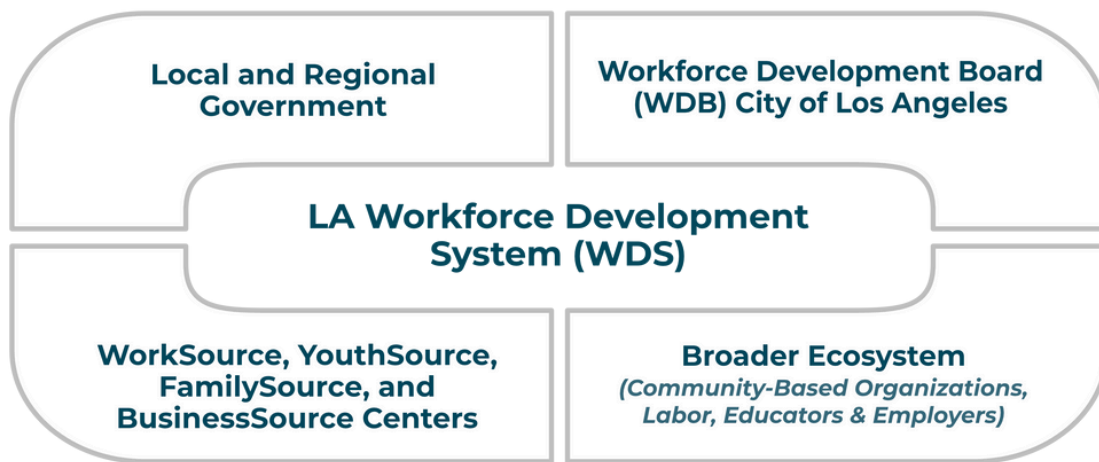 Local and Regional
Government
Workforce Development Board
(WDB) City of Los Angeles
LA Workforce Development
System (WDS)
WorkSource, YouthSource,
FamilySource, and
BusinessSource Centers
Broader Ecosystem
(Community-Based Organizations,
Labor, Educators & Employers)